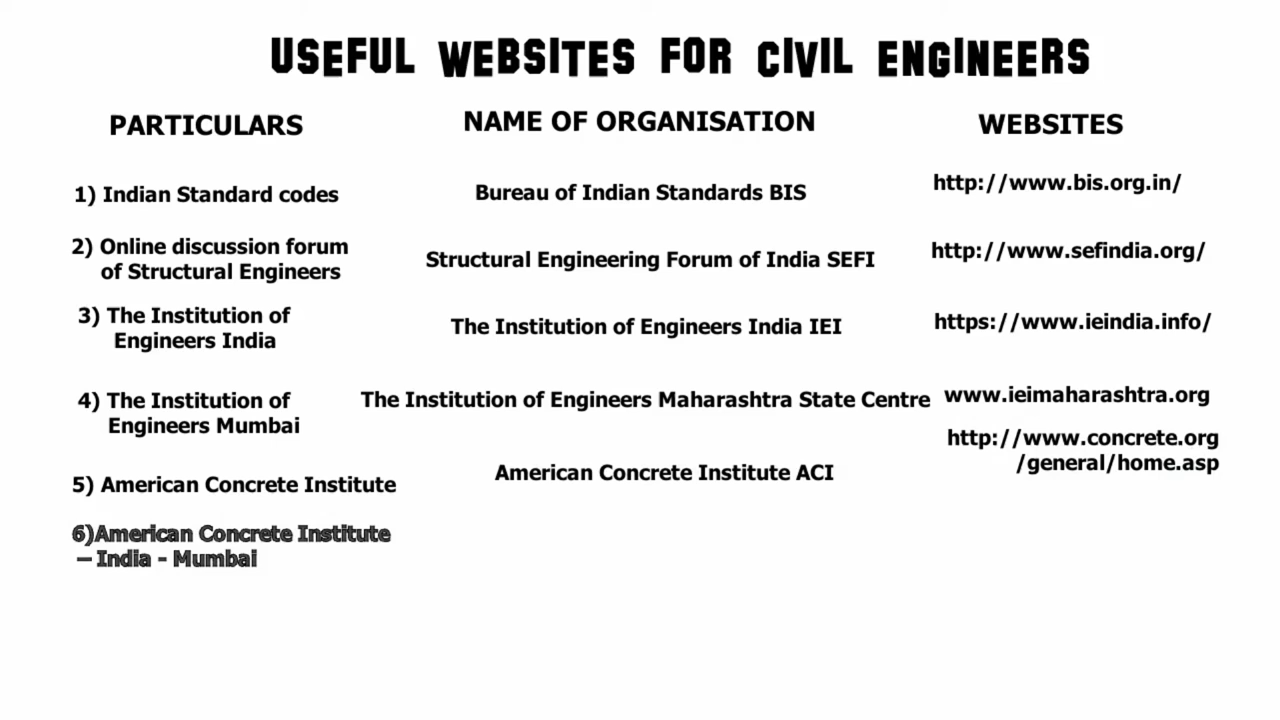 USEFUL WEBSITES FOR CIVIL ENGINEERS
PARTICULARS
NAME OF ORGANISATION
WEBSITES
1) Indian Standard codes
Bureau of Indian Standards BIS
http://www.bis.org.in/
2) Online discussion forum
of Structural Engineers
Structural Engineering Forum of India SEFI
http://www.sefindia.org/
3) The Institution of
Engineers India
The Institution of Engineers India IEI
https://www.ieindia.info/
4) The Institution of
Engineers Mumbai
The Institution of Engineers Maharashtra State Centre
www.ieimaharashtra.org
5) American Concrete Institute
American Concrete Institute ACI
http://www.concrete.org
/general/home.asp
6)American Concrete Institute
– India - Mumbai